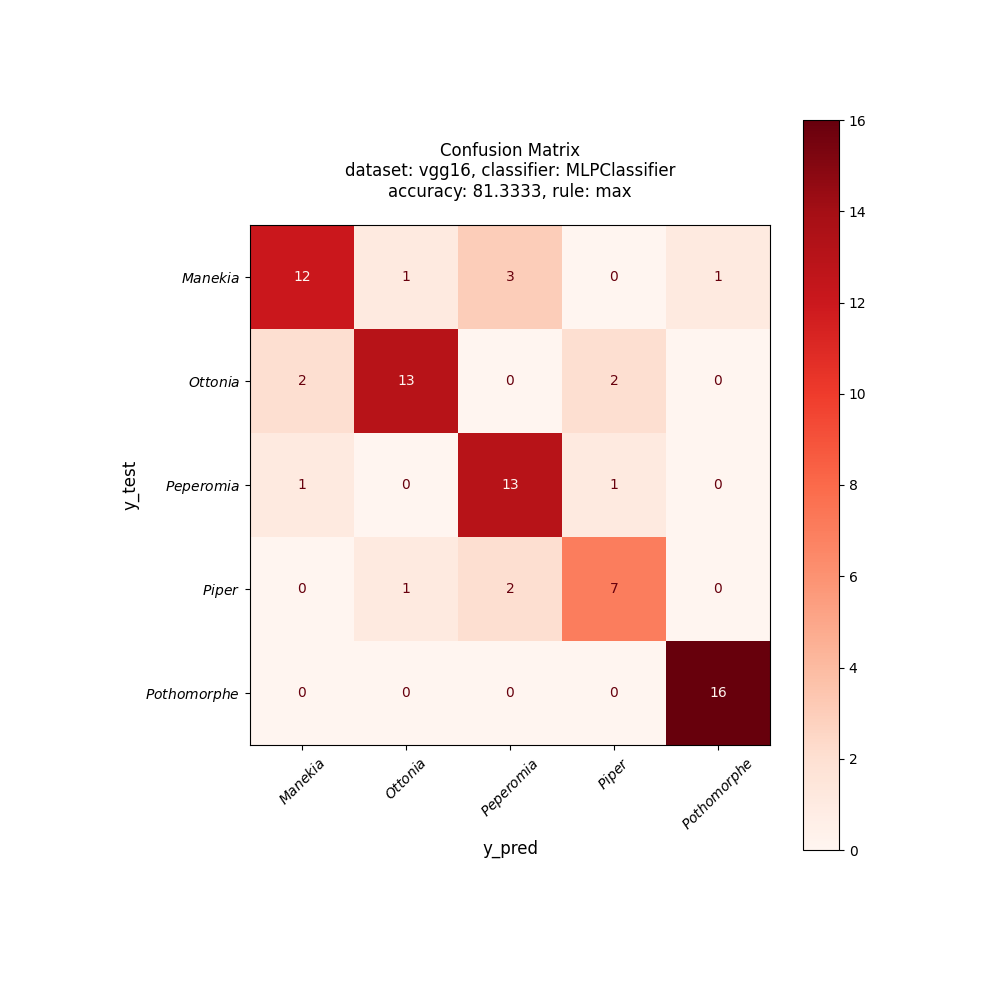 Confusion Matrix
dataset: vgg16, classifier: MLPClassifier
accuracy: 81.3333, rule: max
16
14
12
10
8
6
4
2
0
y_test
Manekia 12 1 3 0 1
Ottonia 2 13 0 2 0
Peperomia 1 0 13 1 0
Piper 0 1 2 7 0
Pothomorphe 0 0 0 0 16
Manekia Ottonia Peperomia Piper Pothomorphe
y_pred